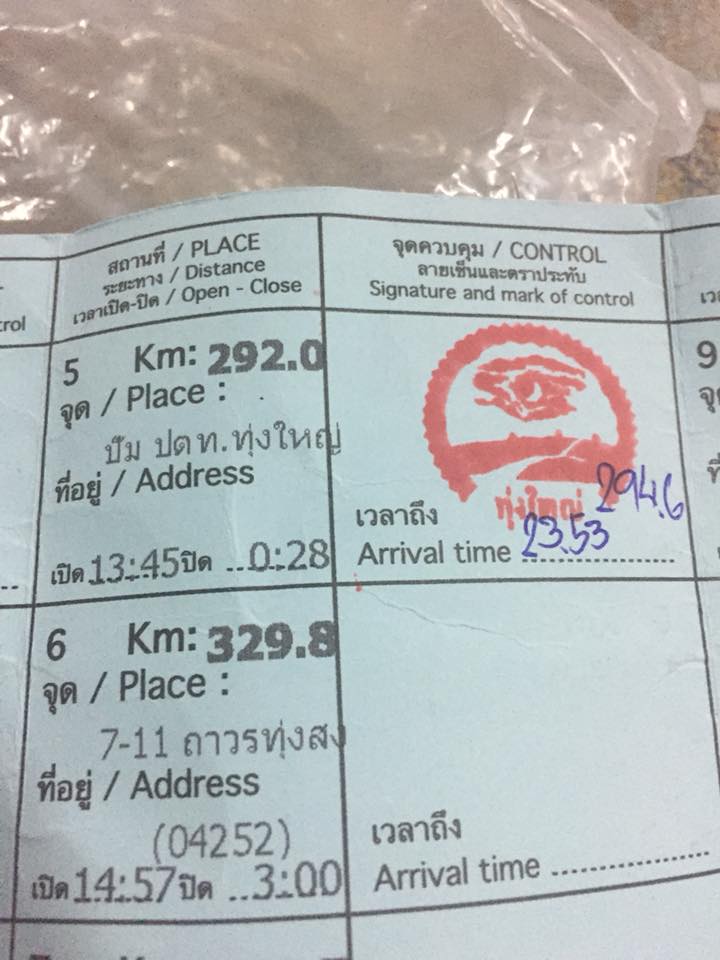 สถานที่ / PLACE
ระยะทาง / Distance
เวลาเปิด-ปิด / Open - Close
จุดควบคุม / CONTROL
ลายเซ็นและตราประทับ
Signature and mark of control
trol
5 Km: 292.0
จุด / Place :
ปั๊ม ปตท.ทุ่งใหญ่
ที่อยู่ / Address
เปิด 13:45 ปิด ..0:28
ทุ่งใหญ่
294.6
เวลาถึง
Arrival time 23.53
9
6 Km: 329.8
จุด / Place :
7-11 ถาวรทุ่งสง
ที่อยู่ / Address
(04252)
เปิด 14:57 ปิด ..3:00
เวลาถึง
Arrival time ....................